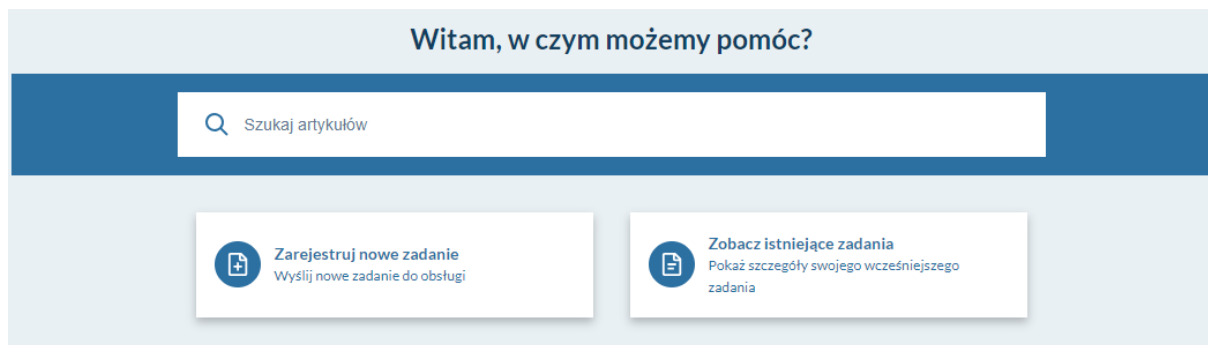 Witam, w czym możemy pomóc?
Szukaj artykułów
Zarejestruj nowe zadanie
Wyślij nowe zadanie do obsługi
Zobacz istniejące zadania
Pokaż szczegóły swojego wcześniejszego
zadania